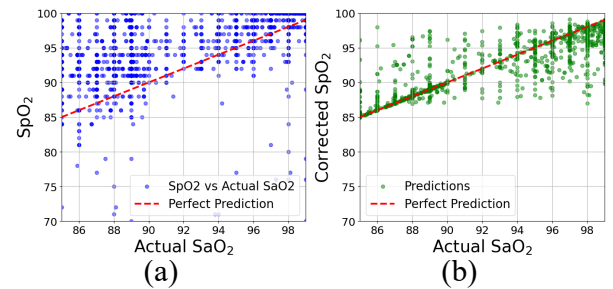 100
95
90
85
80
75
70
SpO₂
86 88 90 92 94 96 98
Actual SaO₂
SpO2 vs Actual SaO2
Perfect Prediction
(a)
100
95
90
85
80
75
70
Corrected SpO₂
86 88 90 92 94 96 98
Actual SaO₂
Predictions
Perfect Prediction
(b)